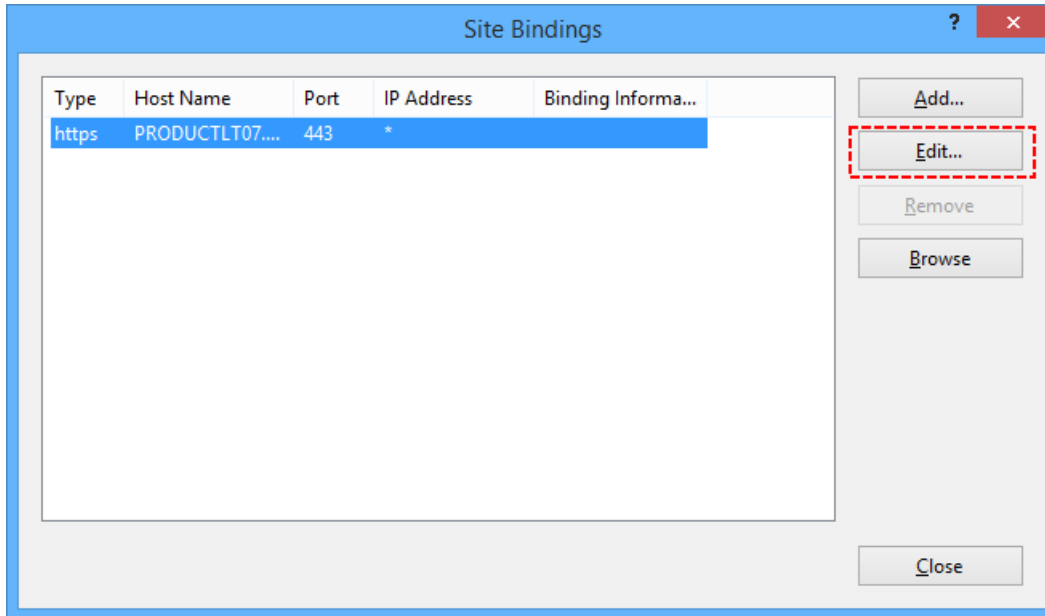 Site Bindings
?
Type Host Name Port IP Address Binding Informa...
https PRODUCTLT07.... 443 *
Add...
Edit...
Remove
Browse
Close